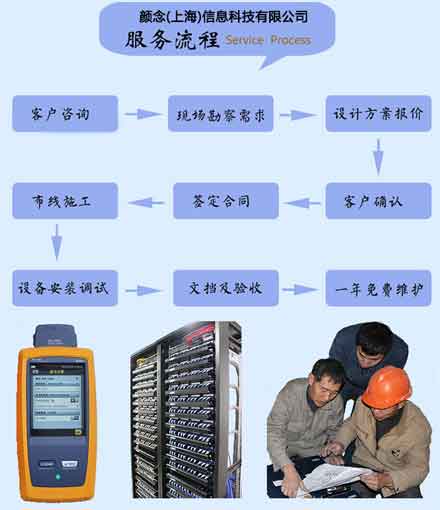 颜念(上海)信息科技有限公司
服务流程 Service Process
客户咨询
现场勘察需求
设计方案报价
客户确认
签定合同
布线施工
设备安装调试
文挡及验收
一年免费维护